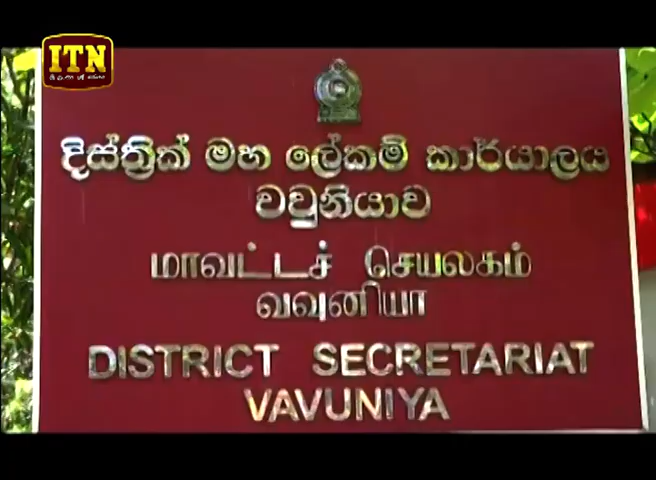 ITN
දිස්ත්‍රික් මහ ලේකම් කාර්යාලය
වවුනියාව
மாவட்டச் செயலகம்
வவுனியா
DISTRICT SECRETARIAT
VAVUNIYA